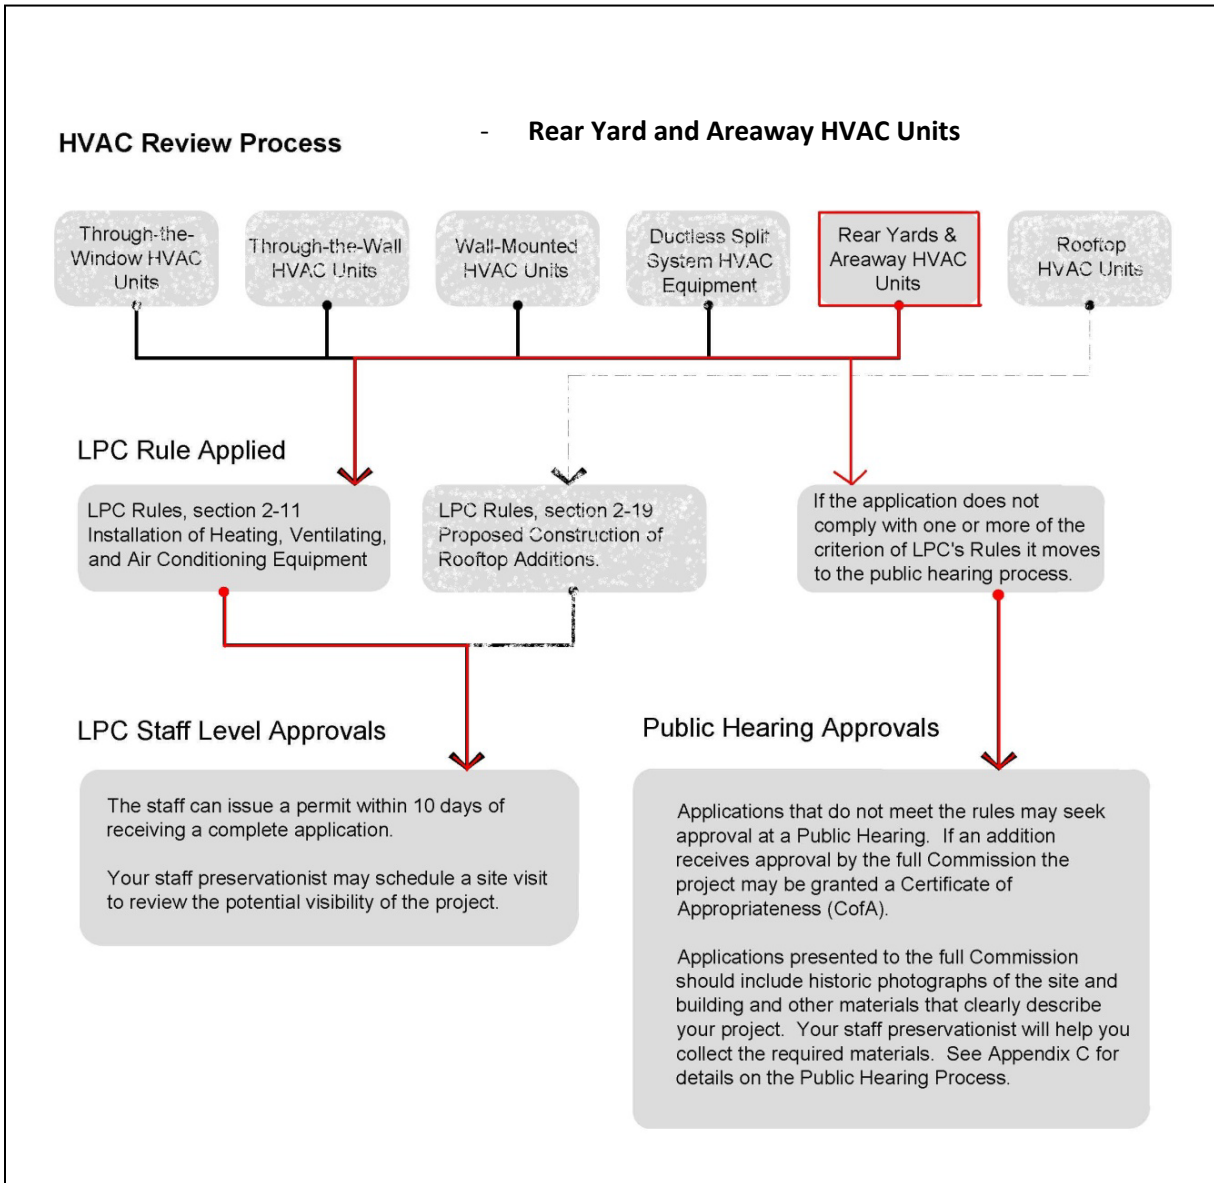 HVAC Review Process
- Rear Yard and Areaway HVAC Units
Through-the-
Window HVAC
Units
Through-the-Wall
HVAC Units
Wall-Mounted
HVAC Units
Ductless Split
System HVAC
Equipment
Rear Yards &
Areaway HVAC
Units
Rooftop
HVAC Units
LPC Rule Applied
LPC Rules, section 2-11
Installation of Heating, Ventilating,
and Air Conditioning Equipment
LPC Rules, section 2-19
Proposed Construction of
Rooftop Additions.
If the application does not
comply with one or more of the
criterion of LPC's Rules it moves
to the public hearing process.
LPC Staff Level Approvals
The staff can issue a permit within 10 days of
receiving a complete application.
Your staff preservationist may schedule a site visit
to review the potential visibility of the project.
Public Hearing Approvals
Applications that do not meet the rules may seek
approval at a Public Hearing. If an addition
receives approval by the full Commission the
project may be granted a Certificate of
Appropriateness (CofA).
Applications presented to the full Commission
should include historic photographs of the site and
building and other materials that clearly describe
your project. Your staff preservationist will help you
collect the required materials. See Appendix C for
details on the Public Hearing Process.